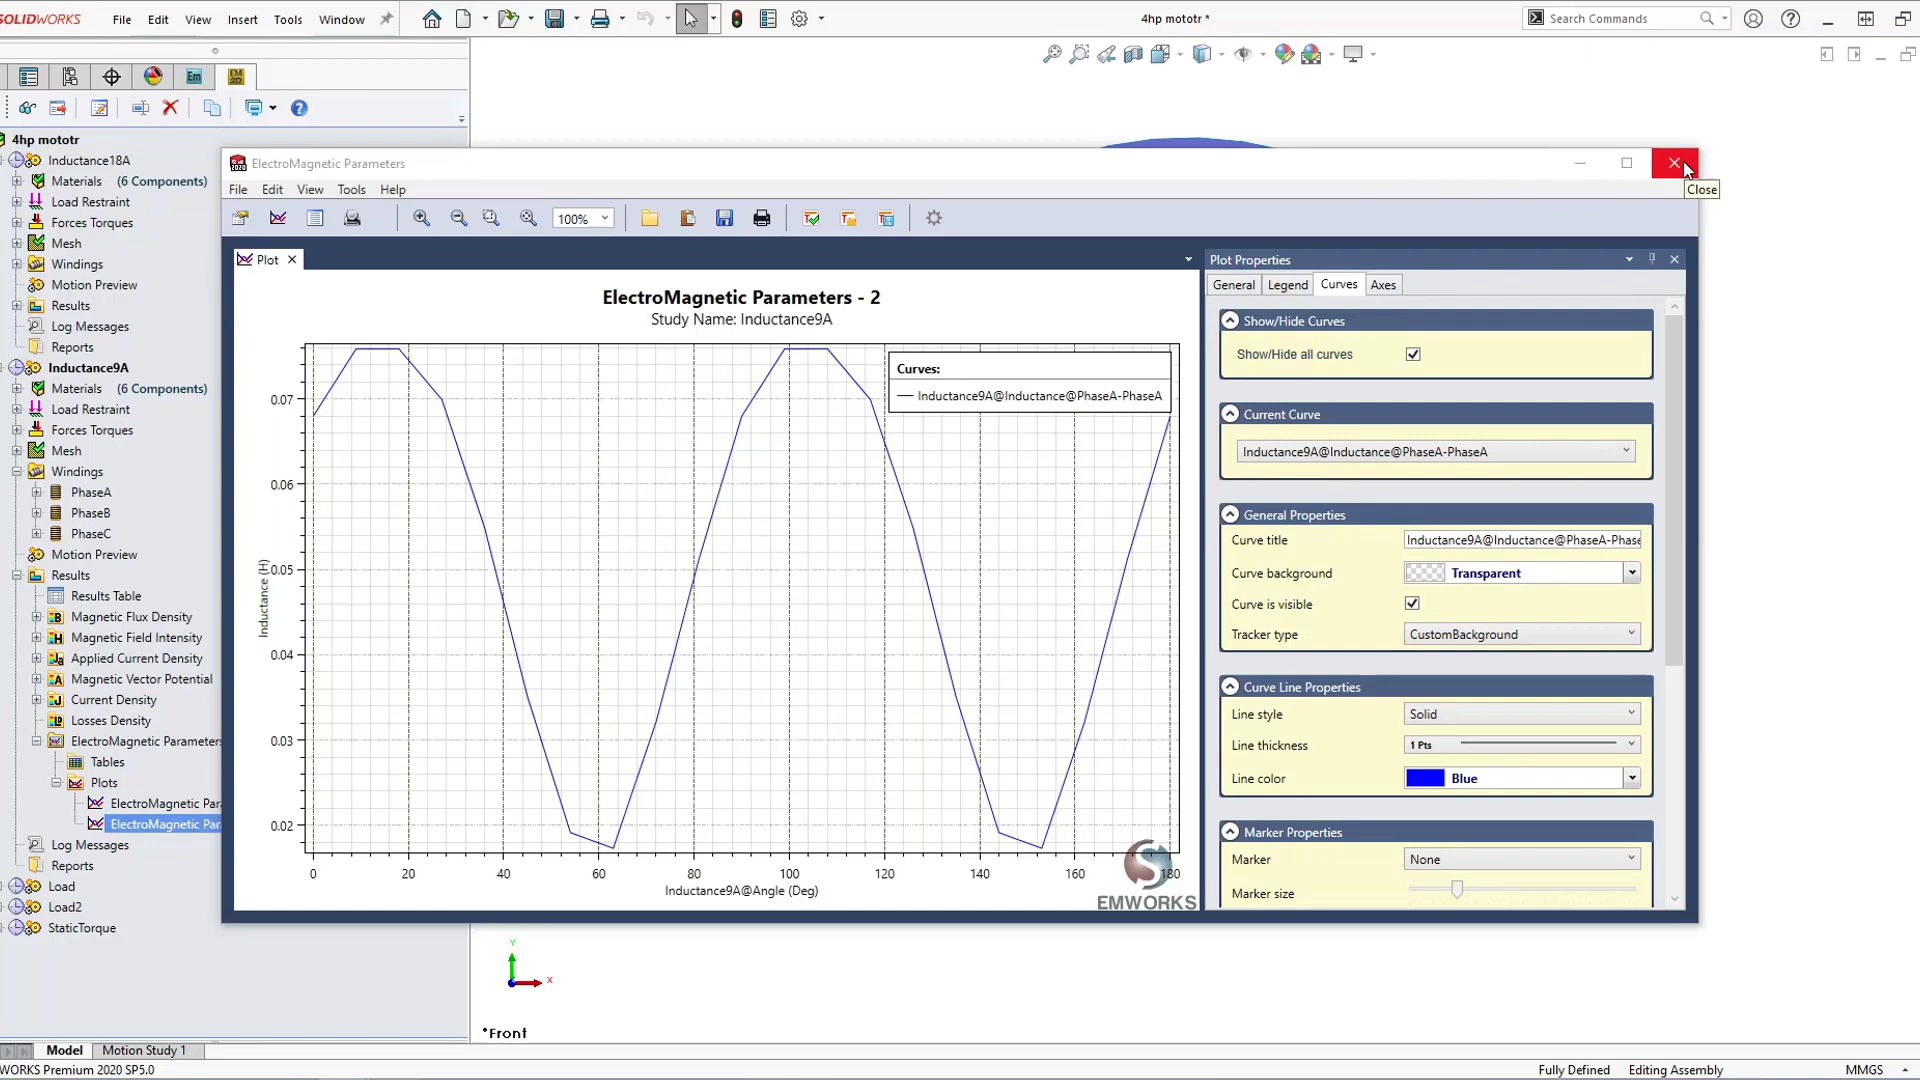 SOLIDWORKS
File Edit View Insert Tools Window
4hp mototr *
Search Commands
Em
EM 2D
4hp mototr
Inductance18A
Materials (6 Components)
Load Restraint
Forces Torques
Mesh
Windings
Motion Preview
Results
Log Messages
Reports
Inductance9A
Materials (6 Components)
Load Restraint
Forces Torques
Mesh
Windings
PhaseA
PhaseB
PhaseC
Motion Preview
Results
Results Table
Magnetic Flux Density
Magnetic Field Intensity
Applied Current Density
Magnetic Vector Potential
Current Density
Losses Density
ElectroMagnetic Parameters
Tables
Plots
ElectroMagnetic Par
ElectroMagnetic Par
Log Messages
Reports
Load
Load2
StaticTorque
ElectroMagnetic Parameters
Close
File Edit View Tools Help
100%
Plot
ElectroMagnetic Parameters - 2
Study Name: Inductance9A
Curves:
Inductance9A@Inductance@PhaseA-PhaseA
Inductance (H)
0.07
0.06
0.05
0.04
0.03
0.02
0 20 40 60 80 100 120 140 160 180
Inductance9A@Angle (Deg)
EMWORKS
Plot Properties
General Legend Curves Axes
Show/Hide Curves
Show/Hide all curves
Current Curve
Inductance9A@Inductance@PhaseA-PhaseA
General Properties
Curve title Inductance9A@Inductance@PhaseA-Phase
Curve background Transparent
Curve is visible
Tracker type CustomBackground
Curve Line Properties
Line style Solid
Line thickness 1 Pts
Line color Blue
Marker Properties
Marker None
Marker size
Y
X
*Front
Model Motion Study 1
WORKS Premium 2020 SP5.0
Fully Defined Editing Assembly MMGS